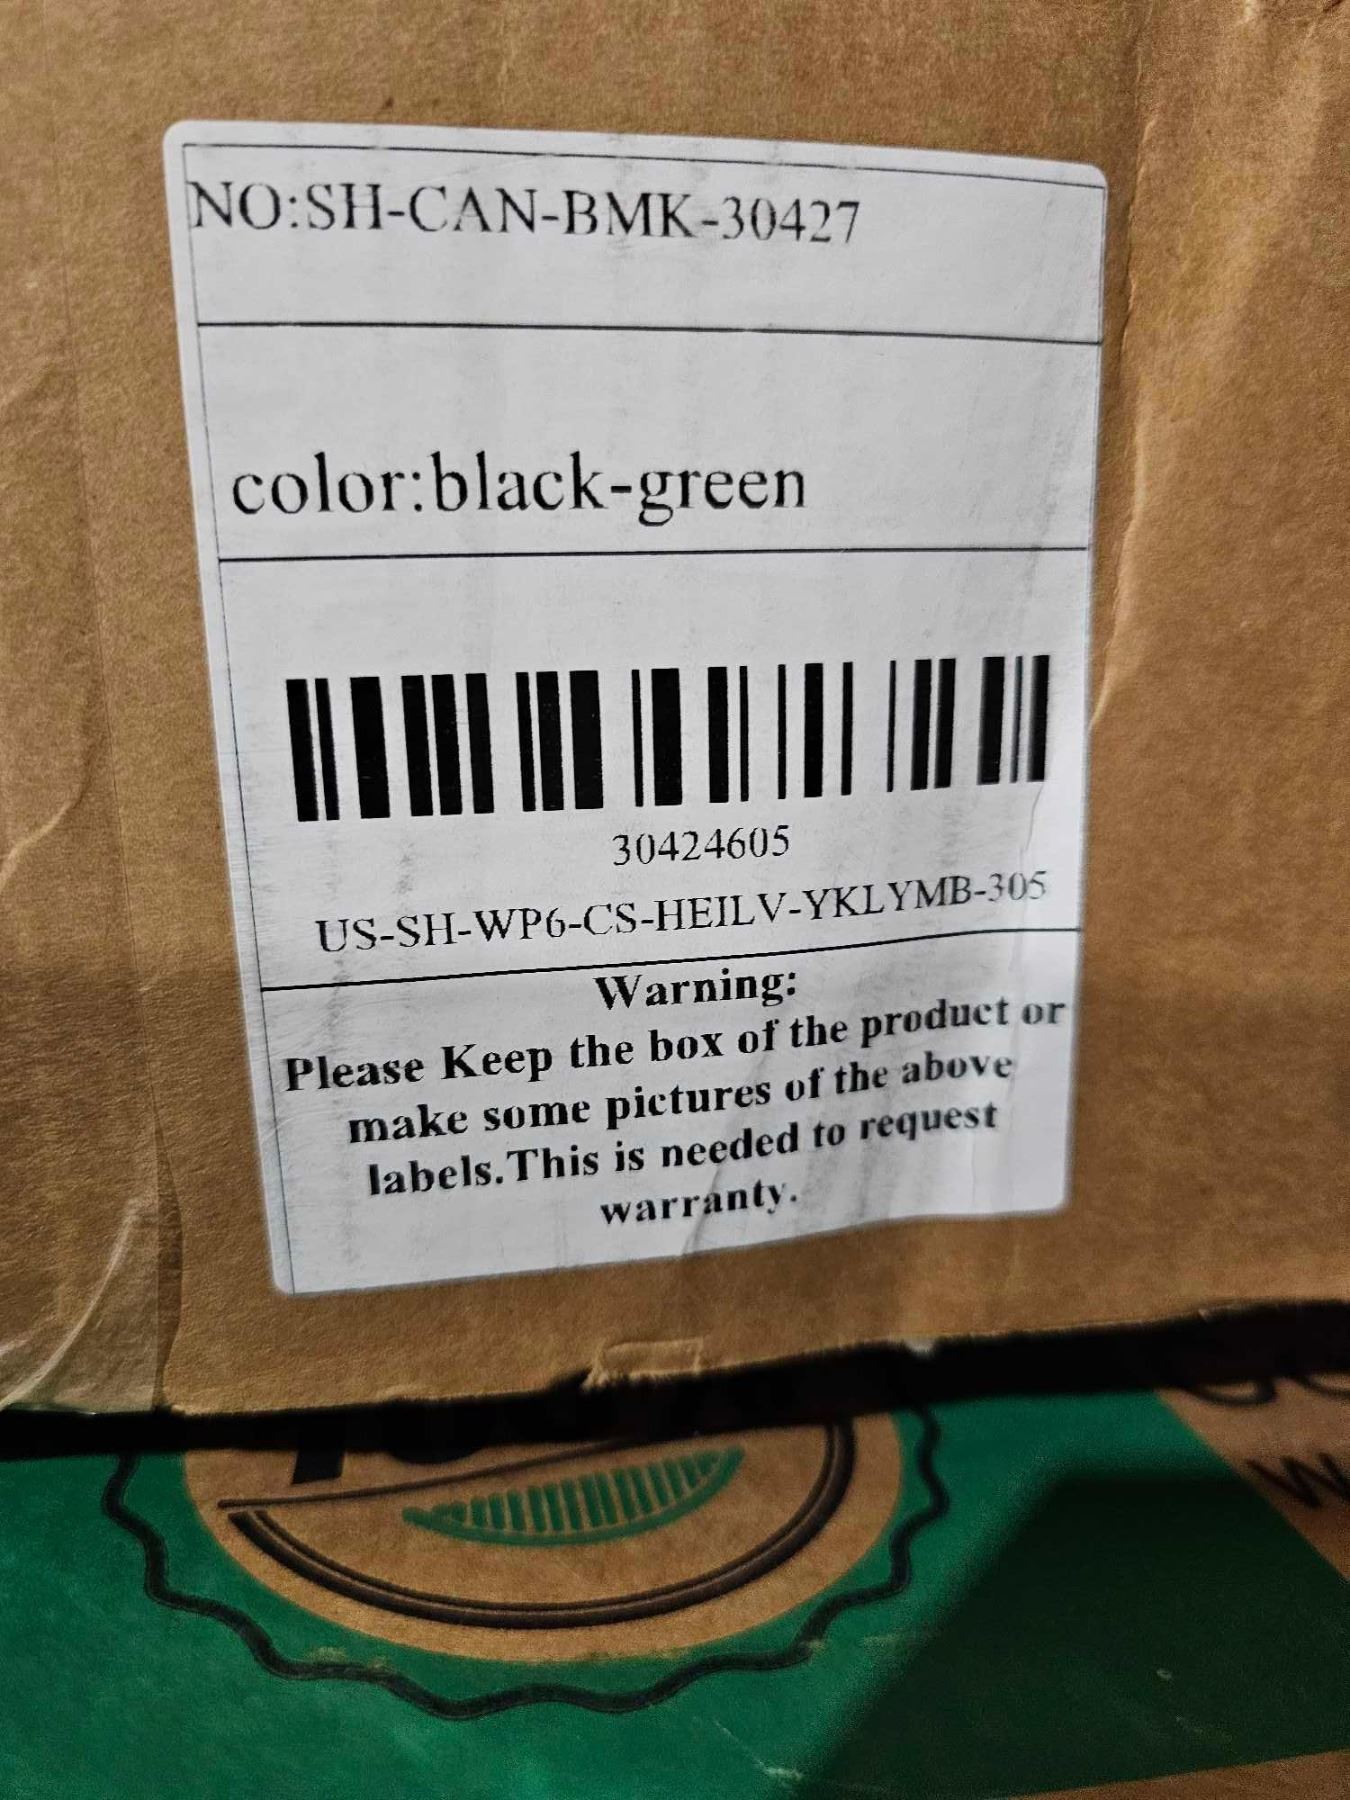 NO:SH-CAN-BMK-30427
color:black-green
30424605
US-SH-WP6-CS-HEILV-YKLYMB-305
Warning:
Please Keep the box of the product or
make some pictures of the above
labels.This is needed to request
warranty.